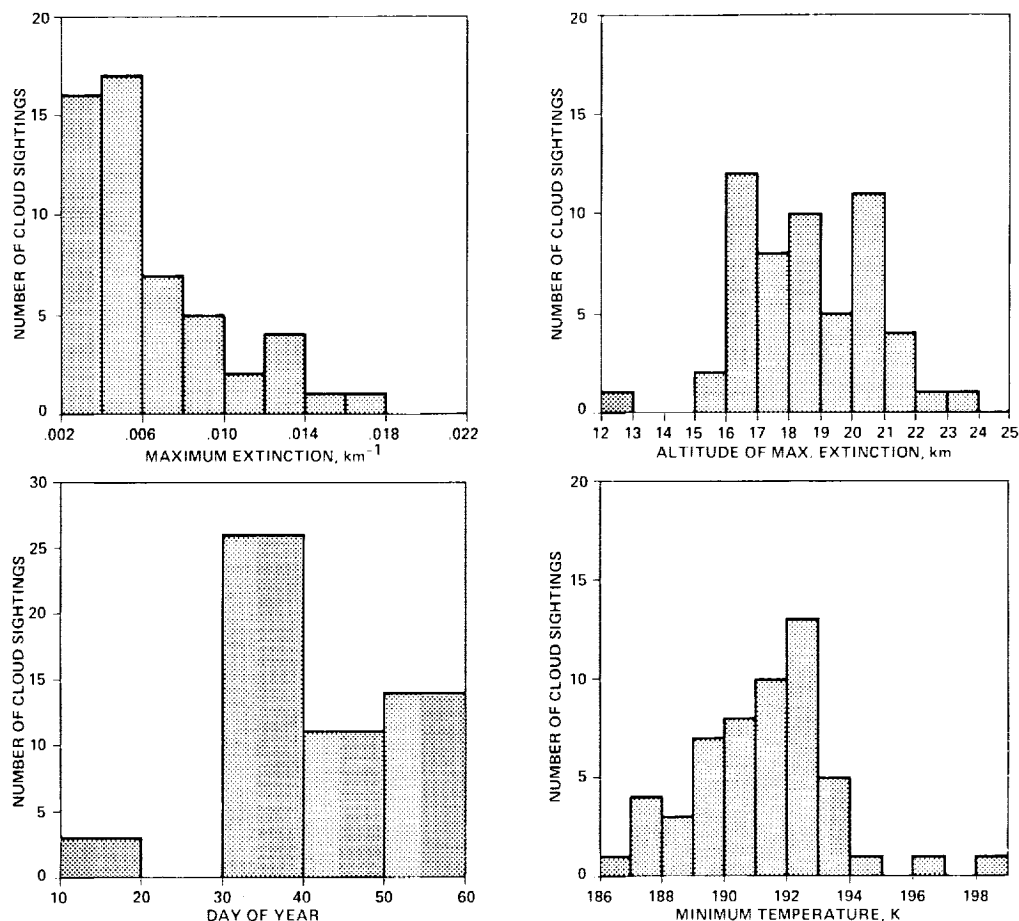 20
15
10
5
0
NUMBER OF CLOUD SIGHTINGS
.002 .006 .010 .014 .018 .022
MAXIMUM EXTINCTION, km⁻¹
20
15
10
5
0
NUMBER OF CLOUD SIGHTINGS
12 13 14 15 16 17 18 19 20 21 22 23 24 25
ALTITUDE OF MAX. EXTINCTION, km
30
25
20
15
10
5
0
NUMBER OF CLOUD SIGHTINGS
10 20 30 40 50 60
DAY OF YEAR
20
15
10
5
0
NUMBER OF CLOUD SIGHTINGS
186 188 190 192 194 196 198
MINIMUM TEMPERATURE, K